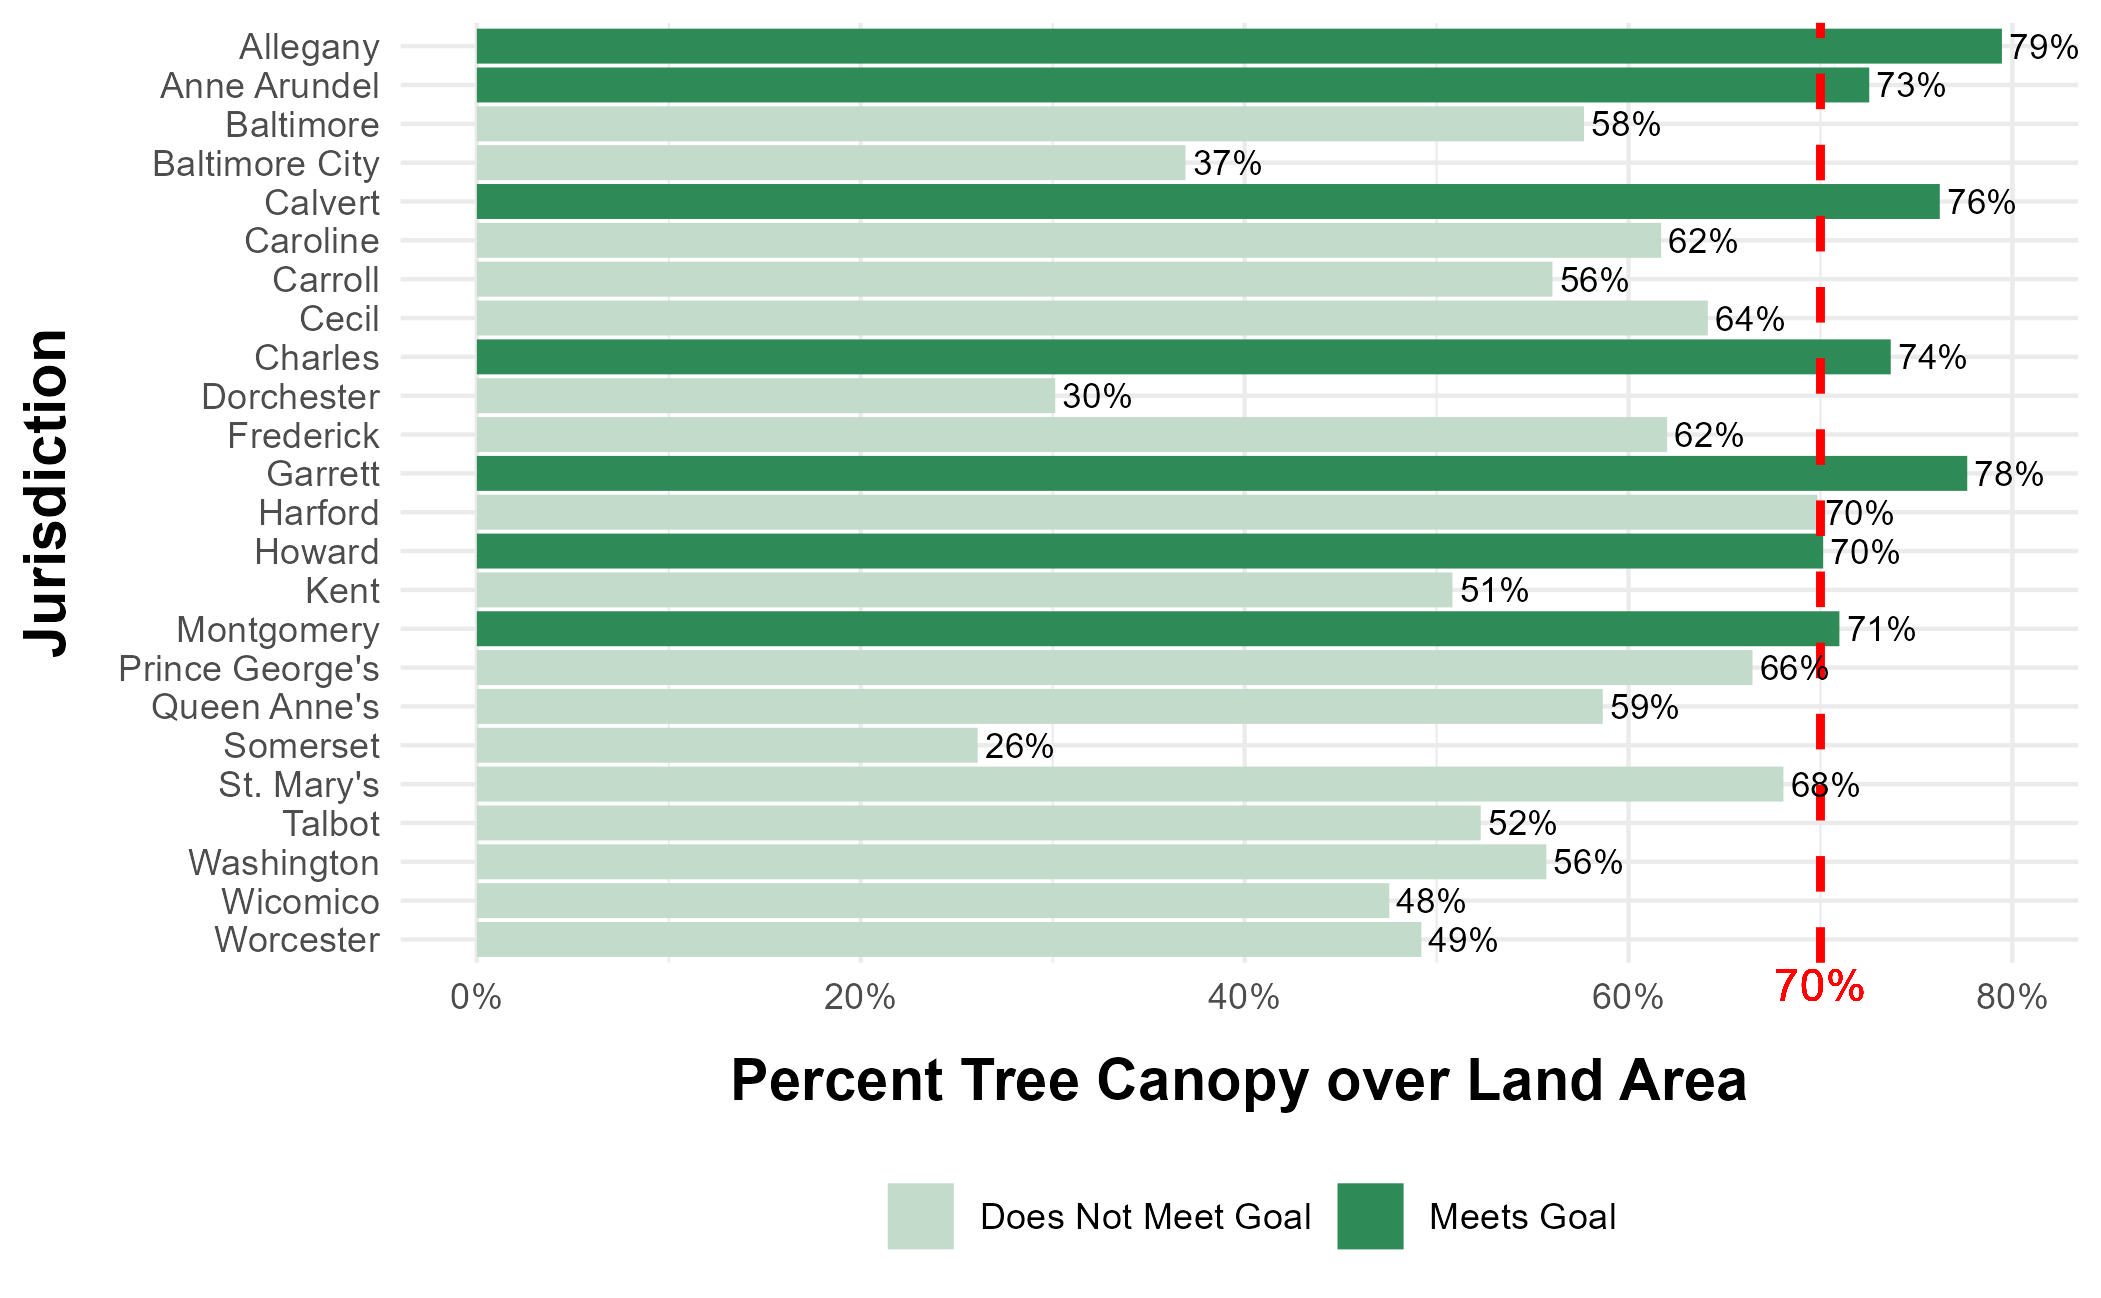 Jurisdiction
Allegany 79%
Anne Arundel 73%
Baltimore 58%
Baltimore City 37%
Calvert 76%
Caroline 62%
Carroll 56%
Cecil 64%
Charles 74%
Dorchester 30%
Frederick 62%
Garrett 78%
Harford 70%
Howard 70%
Kent 51%
Montgomery 71%
Prince George's 66%
Queen Anne's 59%
Somerset 26%
St. Mary's 68%
Talbot 52%
Washington 56%
Wicomico 48%
Worcester 49%
0% 20% 40% 60% 70% 80%
Percent Tree Canopy over Land Area
Does Not Meet Goal Meets Goal